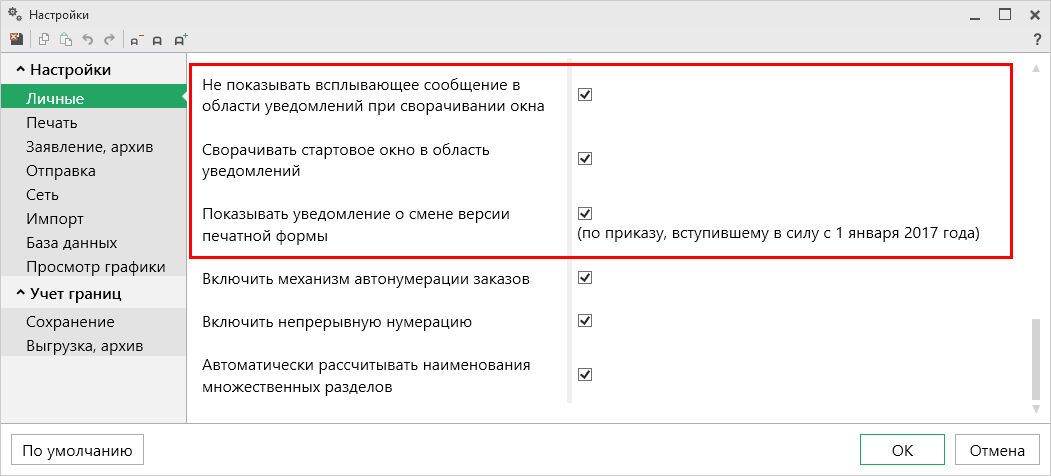 Настройки
?
Настройки
Личные
Печать
Заявление, архив
Отправка
Сеть
Импорт
База данных
Просмотр графики
Учет границ
Сохранение
Выгрузка, архив
Не показывать всплывающее сообщение в
области уведомлений при сворачивании окна
Сворачивать стартовое окно в область
уведомлений
Показывать уведомление о смене версии
печатной формы
(по приказу, вступившему в силу с 1 января 2017 года)
Включить механизм автонумерации заказов
Включить непрерывную нумерацию
Автоматически рассчитывать наименования
множественных разделов
По умолчанию
ОК
Отмена